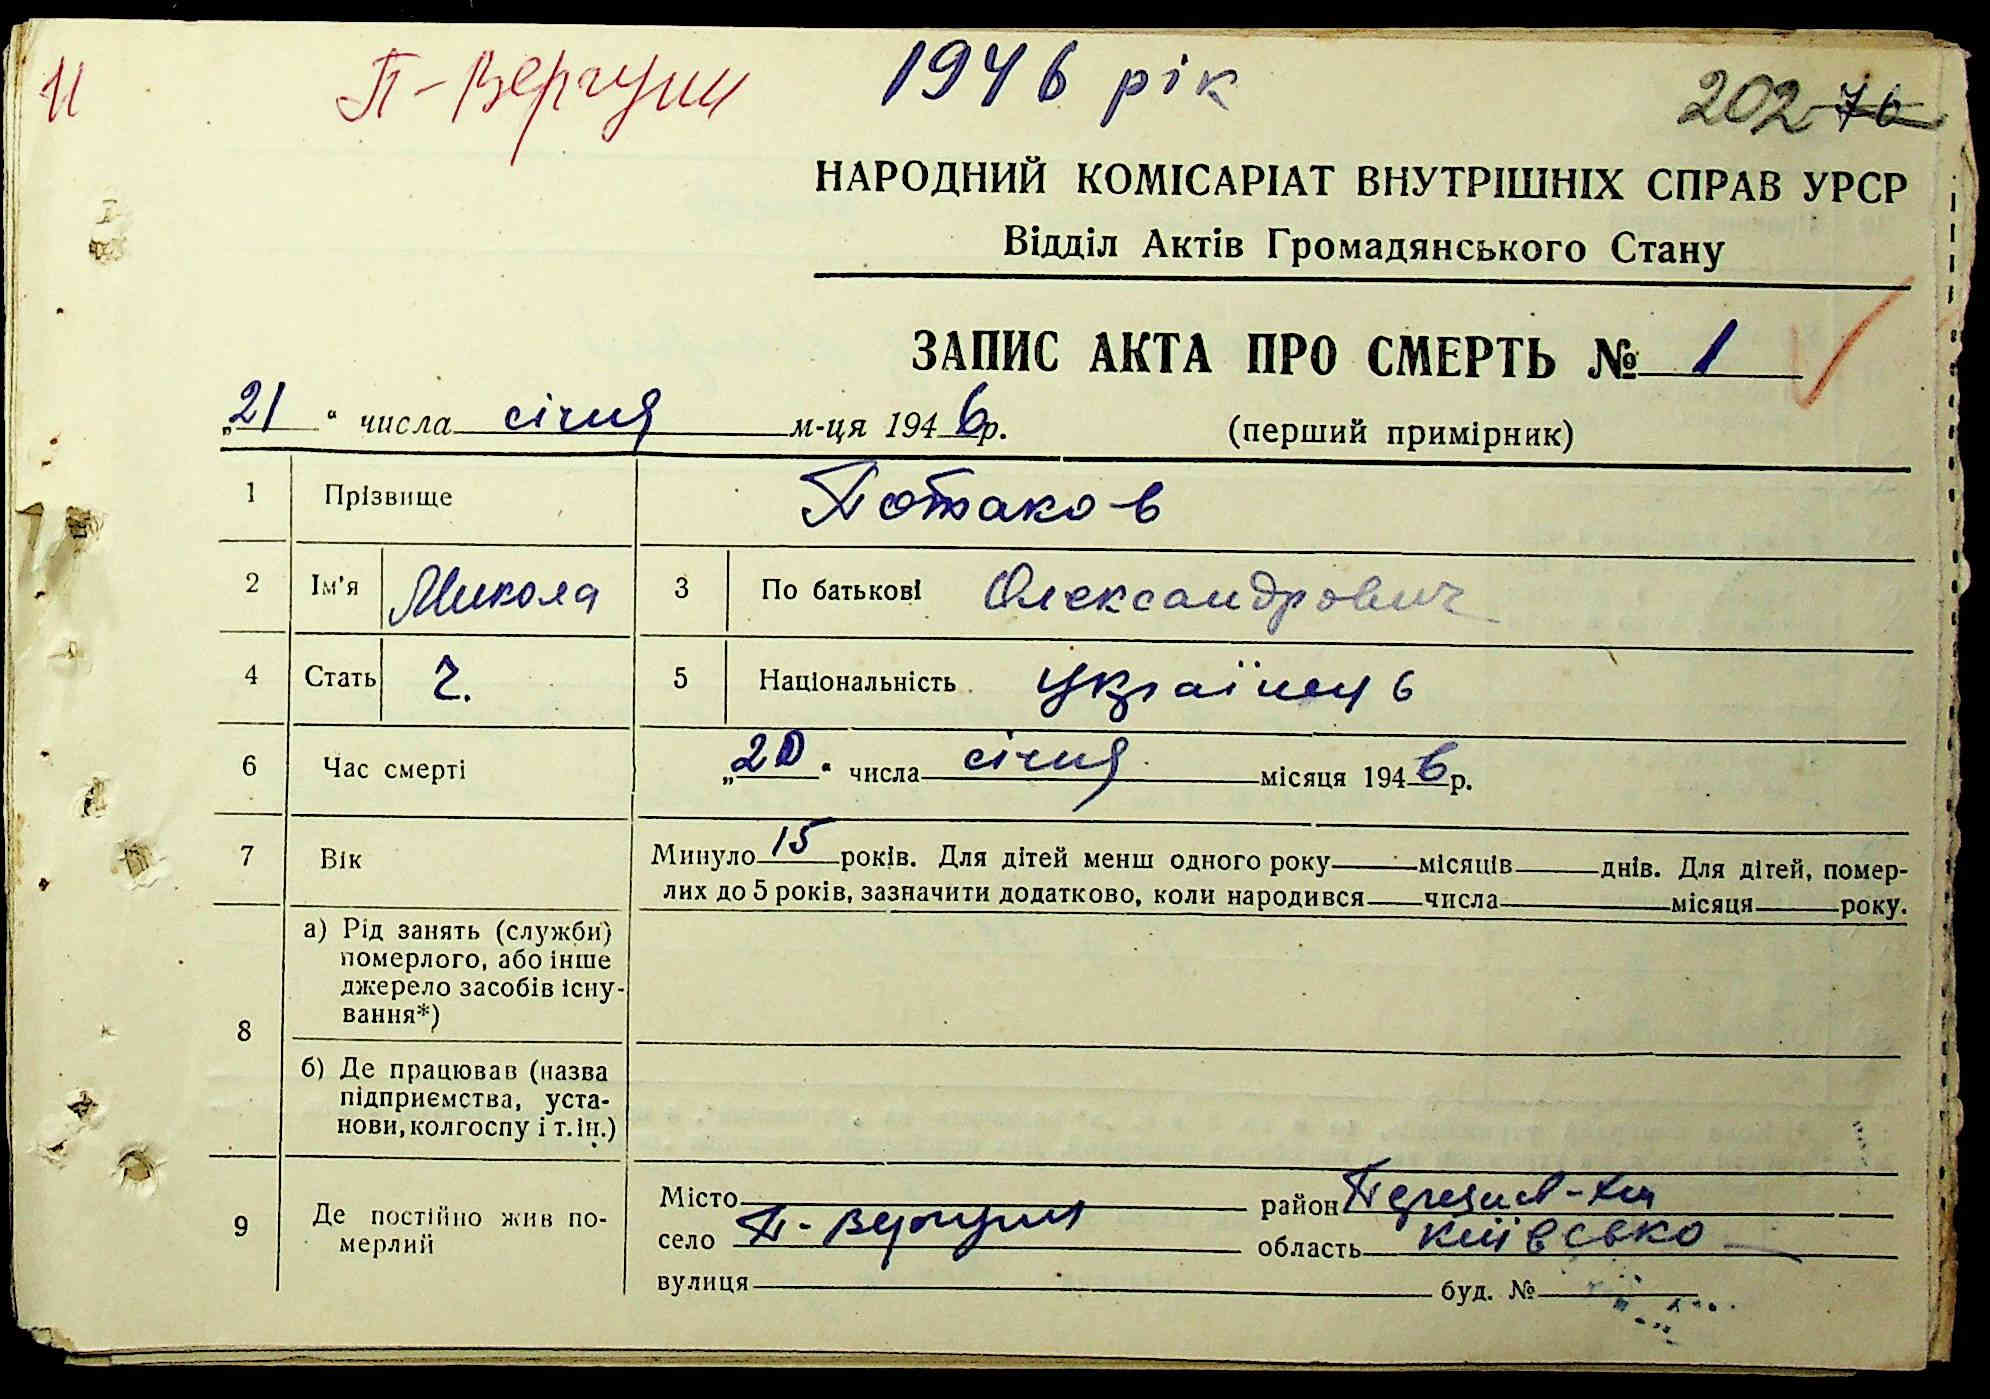 11 П-Вергуни 1946 рік 202 76
НАРОДНИЙ КОМІСАРІАТ ВНУТРІШНІХ СПРАВ УРСР
Відділ Актів Громадянського Стану
ЗАПИС АКТА ПРО СМЕРТЬ № 1
„21“ числа січня м-ця 1946 р. (перший примірник)
1 Прізвище Потаков
2 Ім'я Микола 3 По батькові Олександрович
4 Стать ч. 5 Національність українець
6 Час смерті „20“ числа січня місяця 1946 р.
7 Вік Минуло 15 років. Для дітей менш одного року місяців днів. Для дітей, помер-
лих до 5 років, зазначити додатково, коли народився числа місяця року.
8 а) Рід занять (служби)
померлого, або інше
джерело засобів існу-
вання*)
б) Де працював (назва
підприємства, уста-
нови, колгоспу і т. ін.)
9 Де постійно жив по-
мерлий
Місто район
село П-Вергуни область Київсько
вулиця буд. №